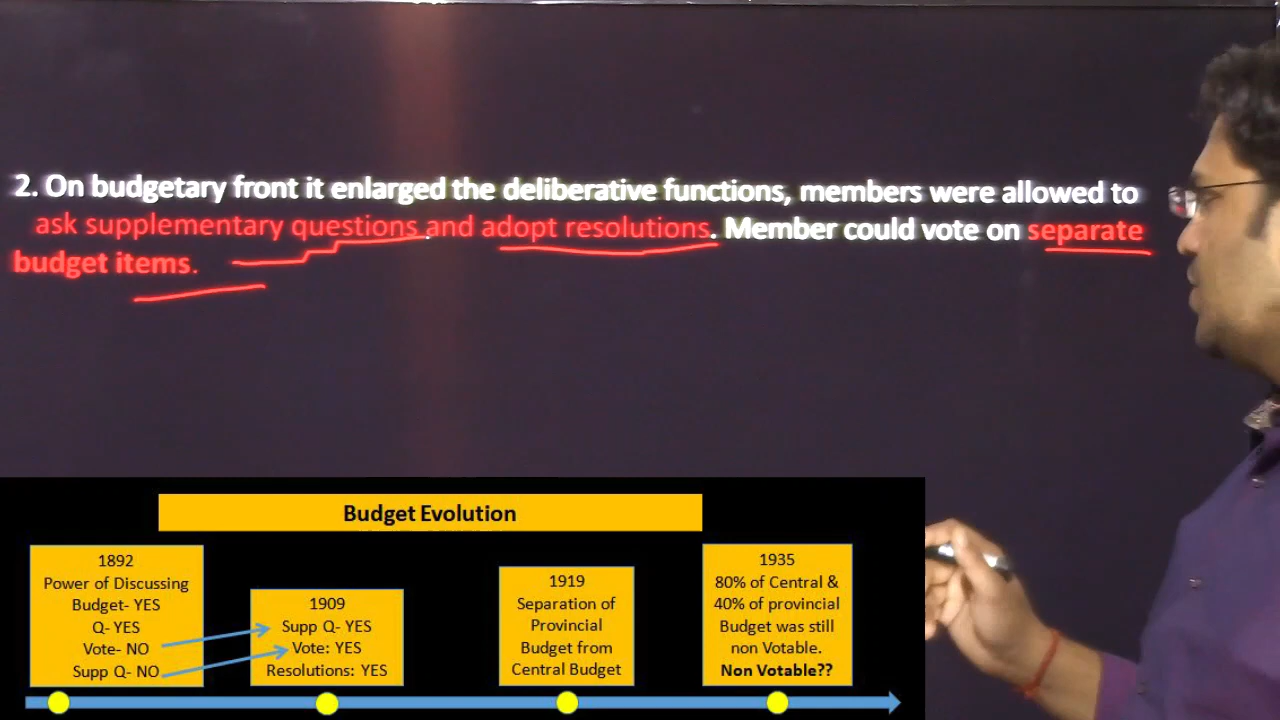 2. On budgetary front it enlarged the deliberative functions, members were allowed to
ask supplementary questions and adopt resolutions. Member could vote on separate
budget items.
Budget Evolution
1892
Power of Discussing
Budget- YES
Q- YES
Vote- NO
Supp Q- NO
1909
Supp Q- YES
Vote: YES
Resolutions: YES
1919
Separation of
Provincial
Budget from
Central Budget
1935
80% of Central &
40% of provincial
Budget was still
non Votable.
Non Votable??